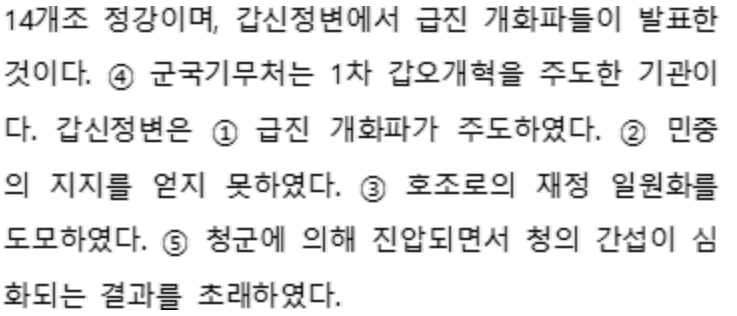 14개조 정강이며, 갑신정변에서 급진 개화파들이 발표한
것이다. ④ 군국기무처는 1차 갑오개혁을 주도한 기관이
다. 갑신정변은 ① 급진 개화파가 주도하였다. ② 민중
의 지지를 얻지 못하였다. ③ 호조로의 재정 일원화를
도모하였다. ⑤ 청군에 의해 진압되면서 청의 간섭이 심
화되는 결과를 초래하였다.